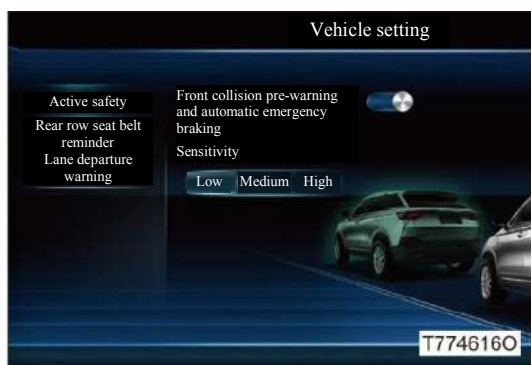 Vehicle setting
Active safety
Rear row seat belt
reminder
Lane departure
warning
Front collision pre-warning
and automatic emergency
braking
Sensitivity
Low Medium High
T774616O